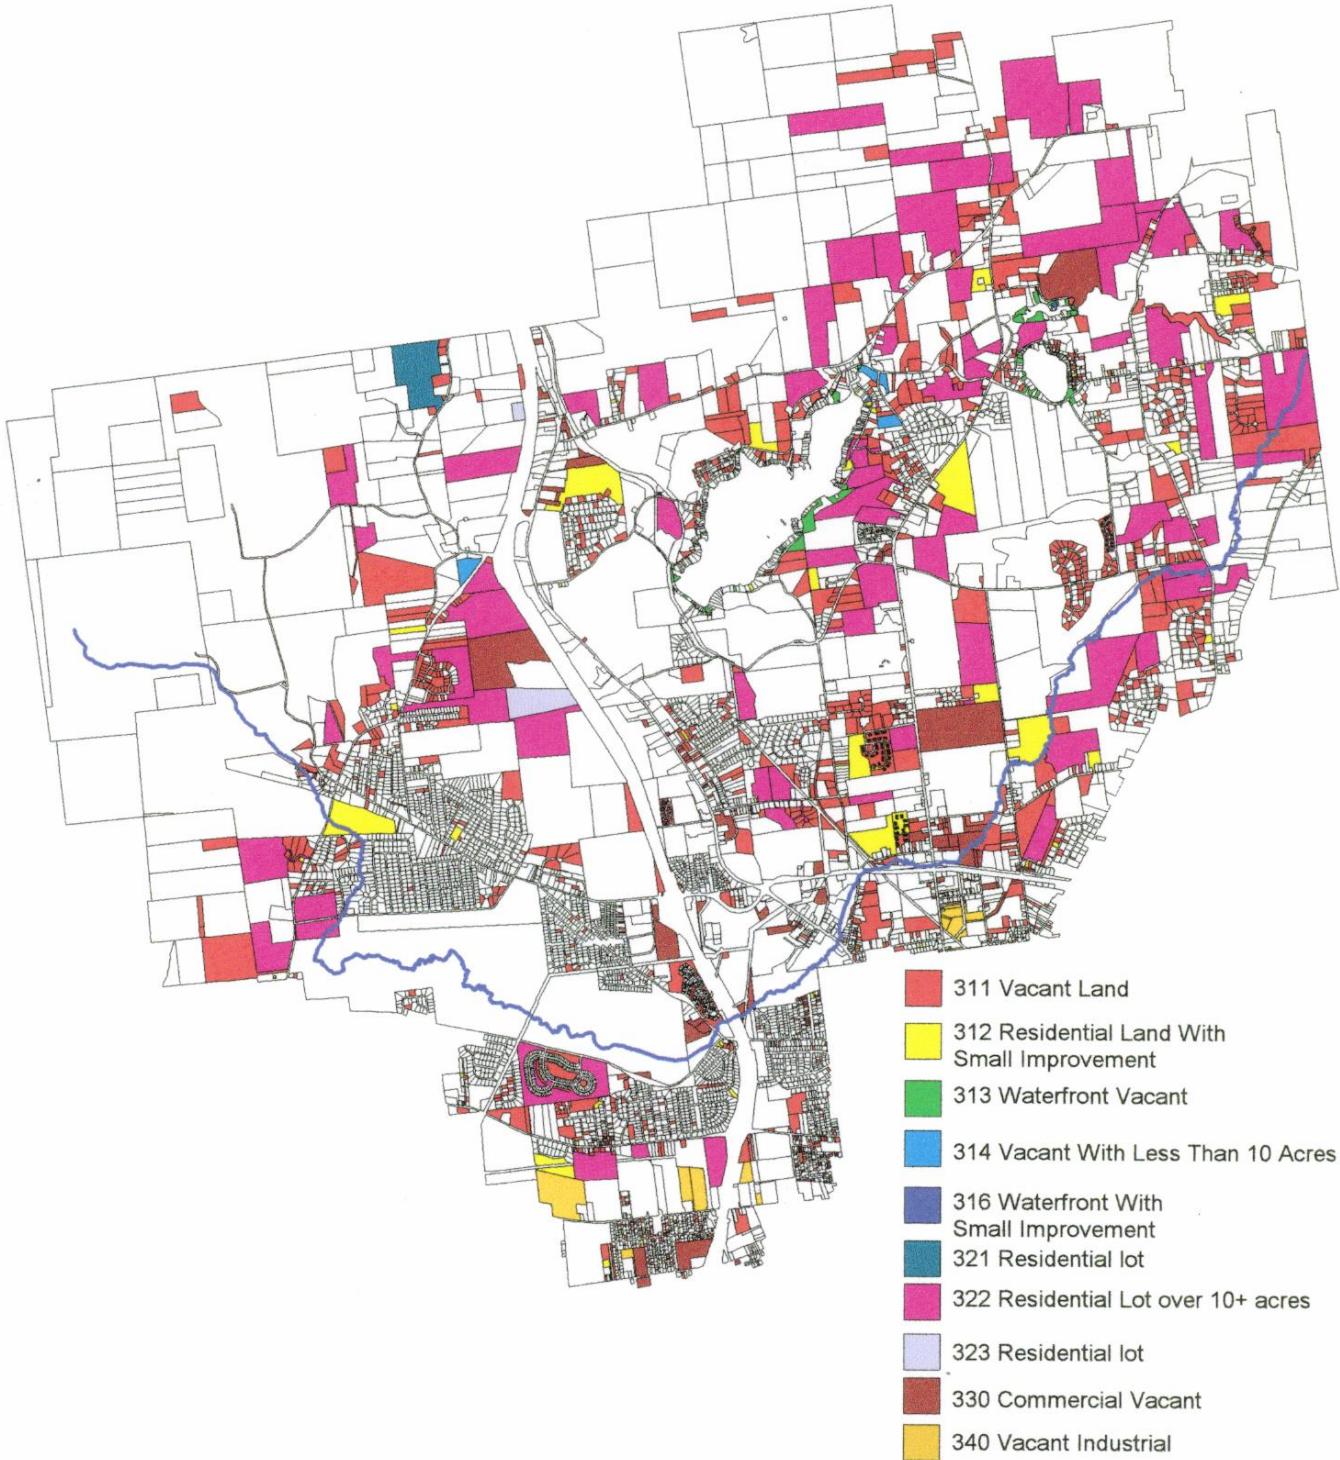 311 Vacant Land
312 Residential Land With
Small Improvement
313 Waterfront Vacant
314 Vacant With Less Than 10 Acres
316 Waterfront With
Small Improvement
321 Residential lot
322 Residential Lot over 10+ acres
323 Residential lot
330 Commercial Vacant
340 Vacant Industrial